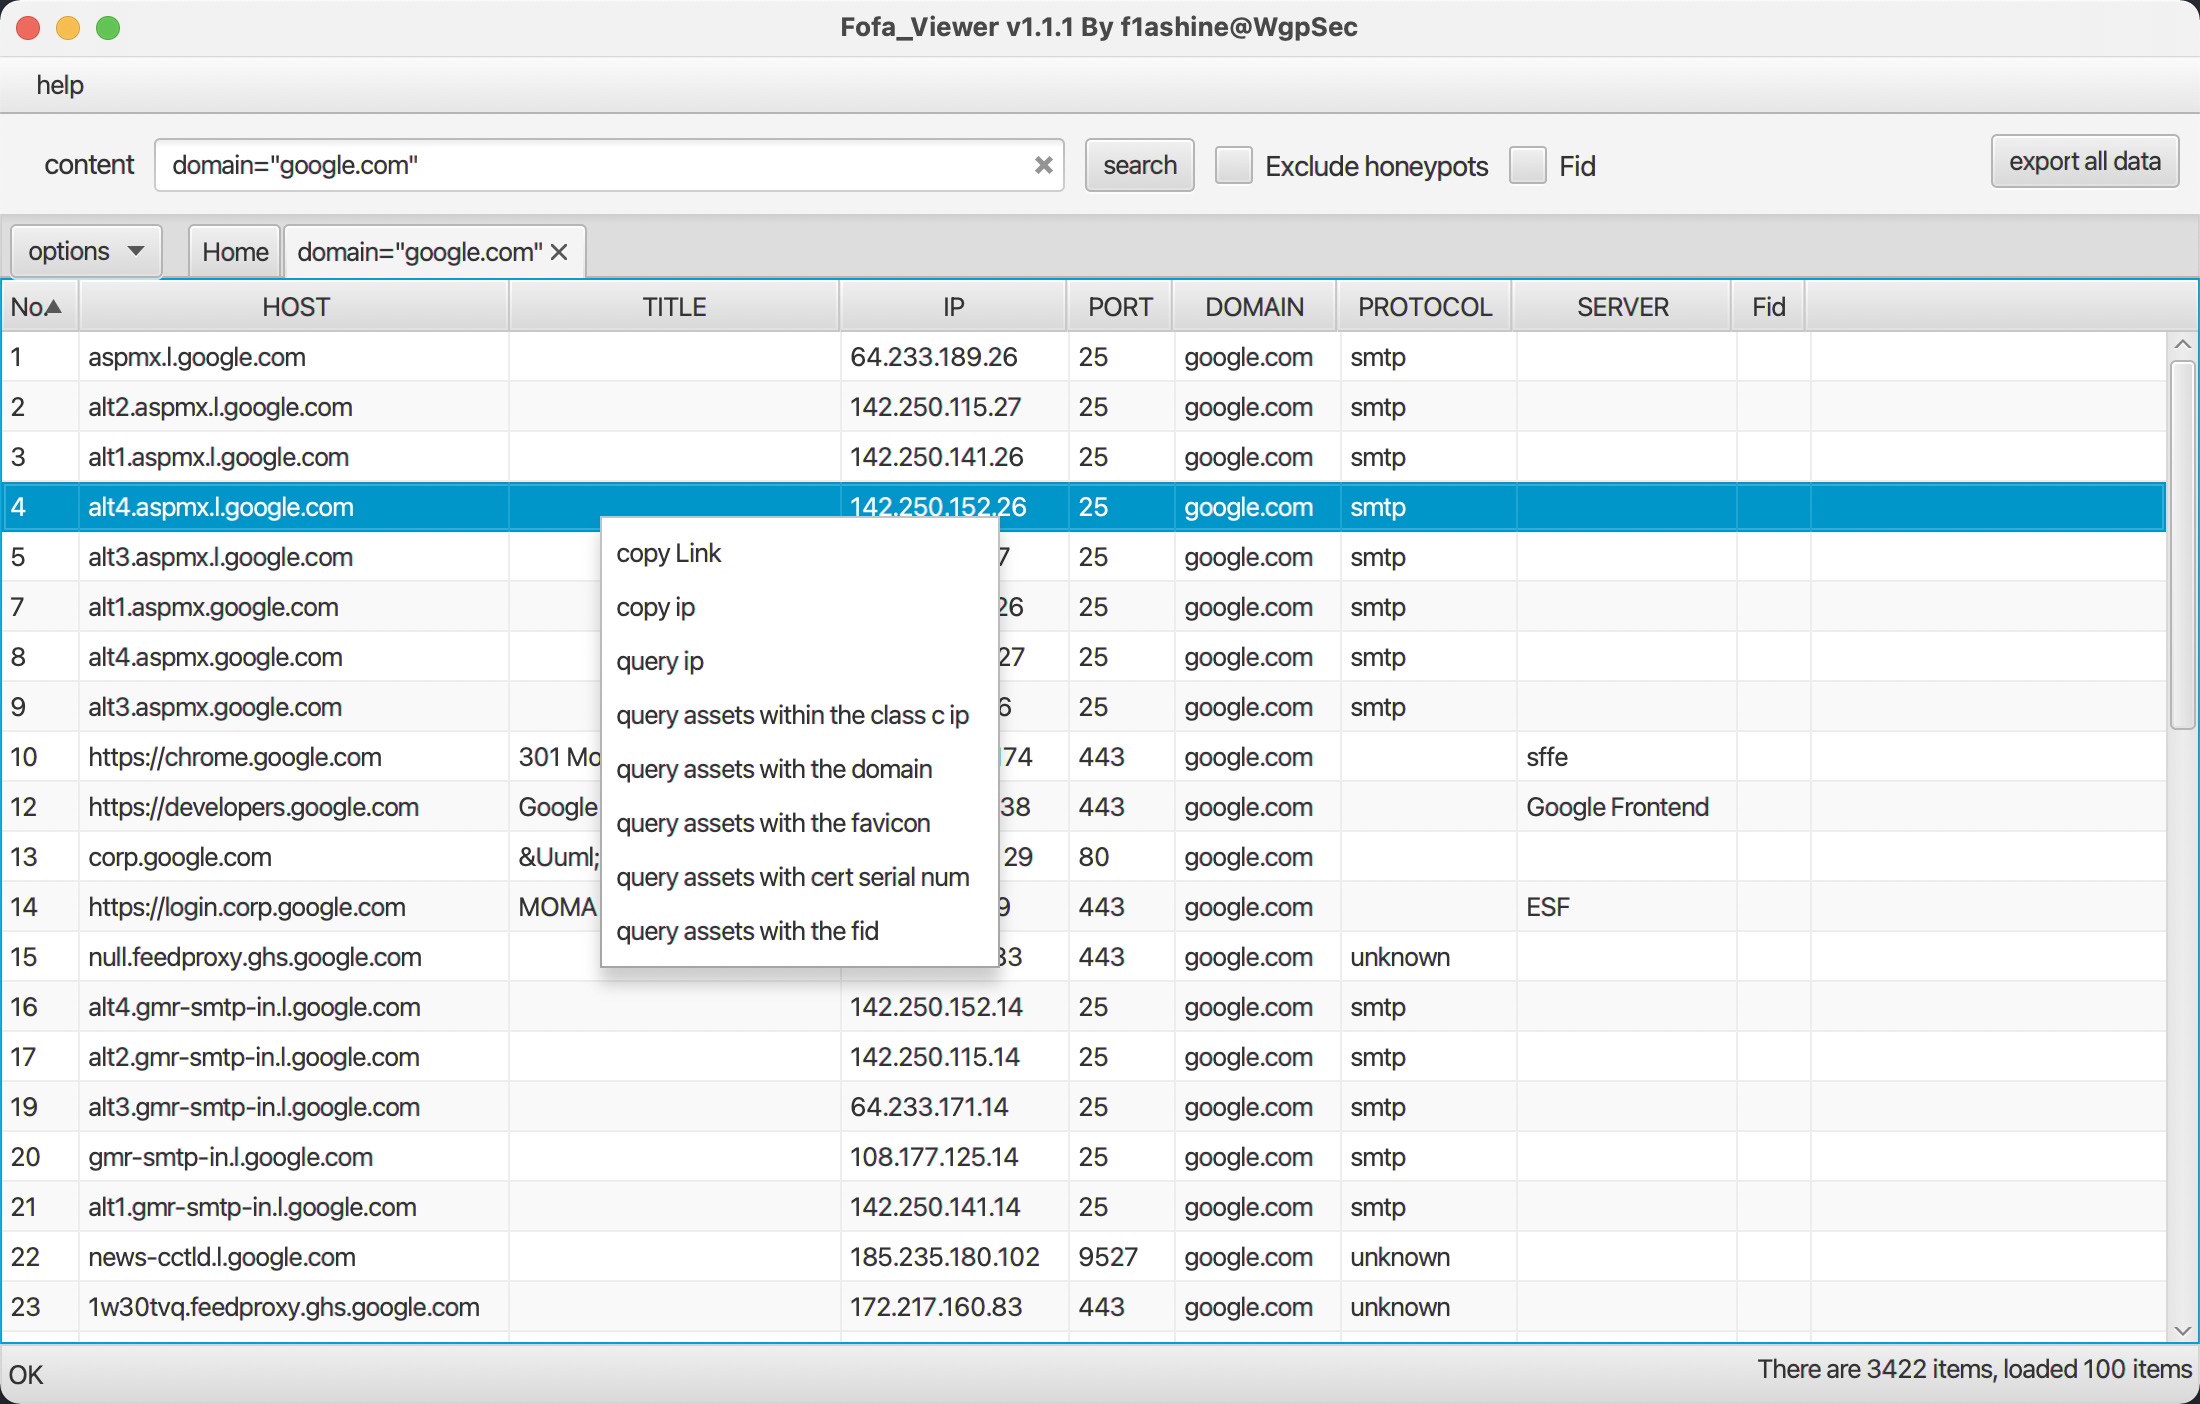 Fofa_Viewer v1.1.1 By f1ashine@WgpSec
help
content domain="google.com" search Exclude honeypots Fid export all data
options Home domain="google.com"
No. HOST TITLE IP PORT DOMAIN PROTOCOL SERVER Fid
1 aspmx.l.google.com 64.233.189.26 25 google.com smtp
2 alt2.aspmx.l.google.com 142.250.115.27 25 google.com smtp
3 alt1.aspmx.l.google.com 142.250.141.26 25 google.com smtp
4 alt4.aspmx.l.google.com 142.250.152.26 25 google.com smtp
5 alt3.aspmx.l.google.com 7 25 google.com smtp
7 alt1.aspmx.google.com 26 25 google.com smtp
8 alt4.aspmx.google.com 27 25 google.com smtp
9 alt3.aspmx.google.com 6 25 google.com smtp
10 https://chrome.google.com 301 Mo 174 443 google.com sffe
12 https://developers.google.com Google 38 443 google.com Google Frontend
13 corp.google.com &Uuml; 29 80 google.com
14 https://login.corp.google.com MOMA 9 443 google.com ESF
15 null.feedproxy.ghs.google.com 33 443 google.com unknown
16 alt4.gmr-smtp-in.l.google.com 142.250.152.14 25 google.com smtp
17 alt2.gmr-smtp-in.l.google.com 142.250.115.14 25 google.com smtp
19 alt3.gmr-smtp-in.l.google.com 64.233.171.14 25 google.com smtp
20 gmr-smtp-in.l.google.com 108.177.125.14 25 google.com smtp
21 alt1.gmr-smtp-in.l.google.com 142.250.141.14 25 google.com smtp
22 news-cctld.l.google.com 185.235.180.102 9527 google.com unknown
23 1w30tvq.feedproxy.ghs.google.com 172.217.160.83 443 google.com unknown
copy Link
copy ip
query ip
query assets within the class c ip
query assets with the domain
query assets with the favicon
query assets with cert serial num
query assets with the fid
OK There are 3422 items, loaded 100 items